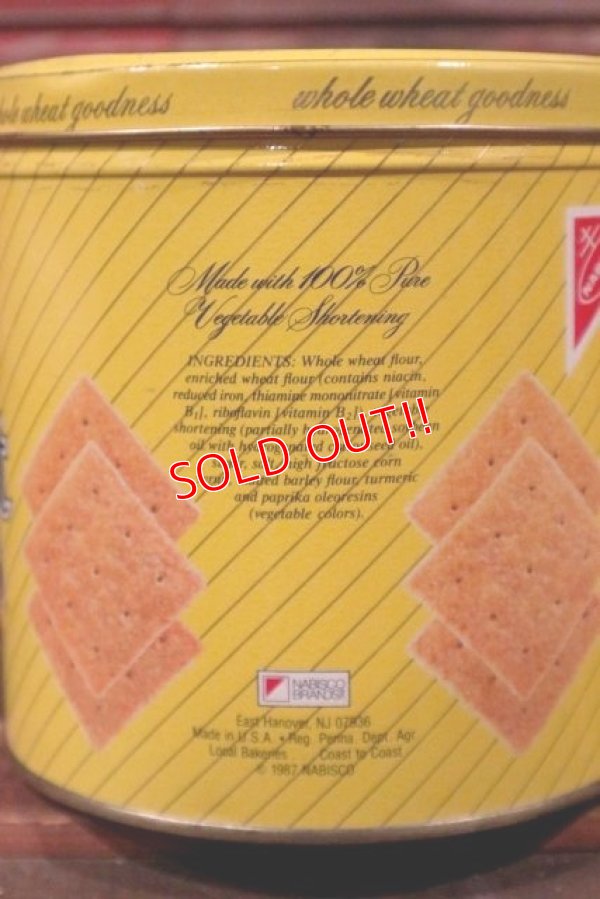 whole wheat goodness whole wheat goodness
Made with 100% Pure
Vegetable Shortening
INGREDIENTS: Whole wheat flour,
enriched wheat flour (contains niacin,
reduced iron, thiamine mononitrate [vitamin
B₁], riboflavin [vitamin B₂]
shortening (partially
oil with oil),
high fructose corn
barley flour, turmeric
and paprika oleoresins
(vegetable colors).
SOLD OUT!!
NABISCO
BRANDS
East Hanover, NJ 07936
Made in U.S.A. • Reg. Penna. Dept. Agr.
Local Bakeries Coast to Coast
© 1987 NABISCO